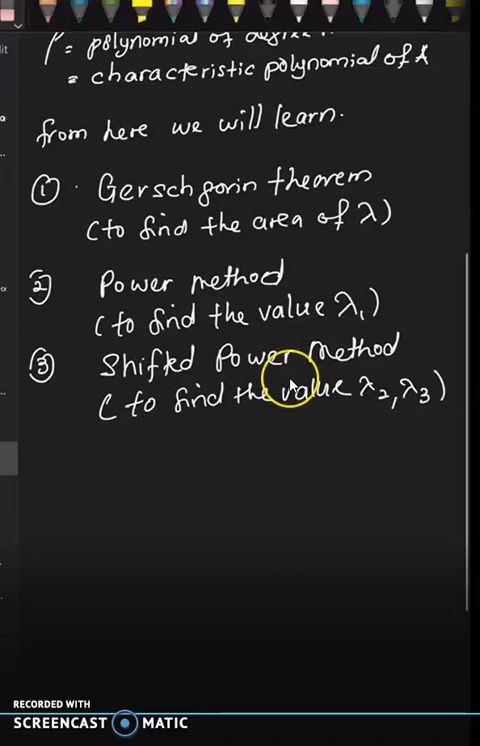 = polynomial of
= characteristic polynomial of A
from here we will learn.
① Gerschgorin theorem
(to find the area of λ)
② Power method
(to find the value λ₁)
③ Shifted Power Method
(to find the value λ₂, λ₃)
RECORDED WITH
SCREENCAST MATIC